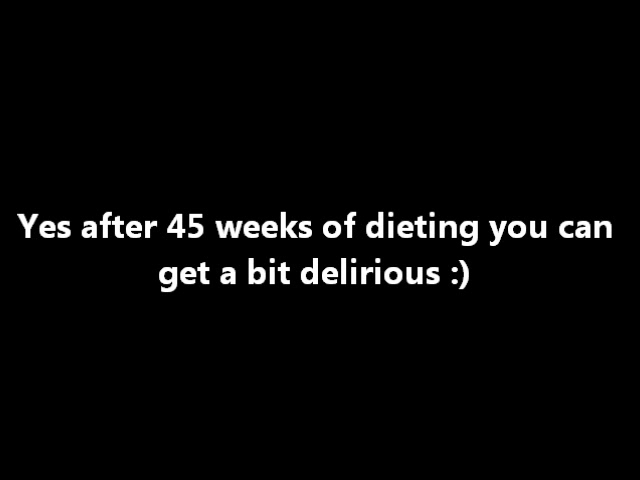 Yes after 45 weeks of dieting you can
get a bit delirious :)